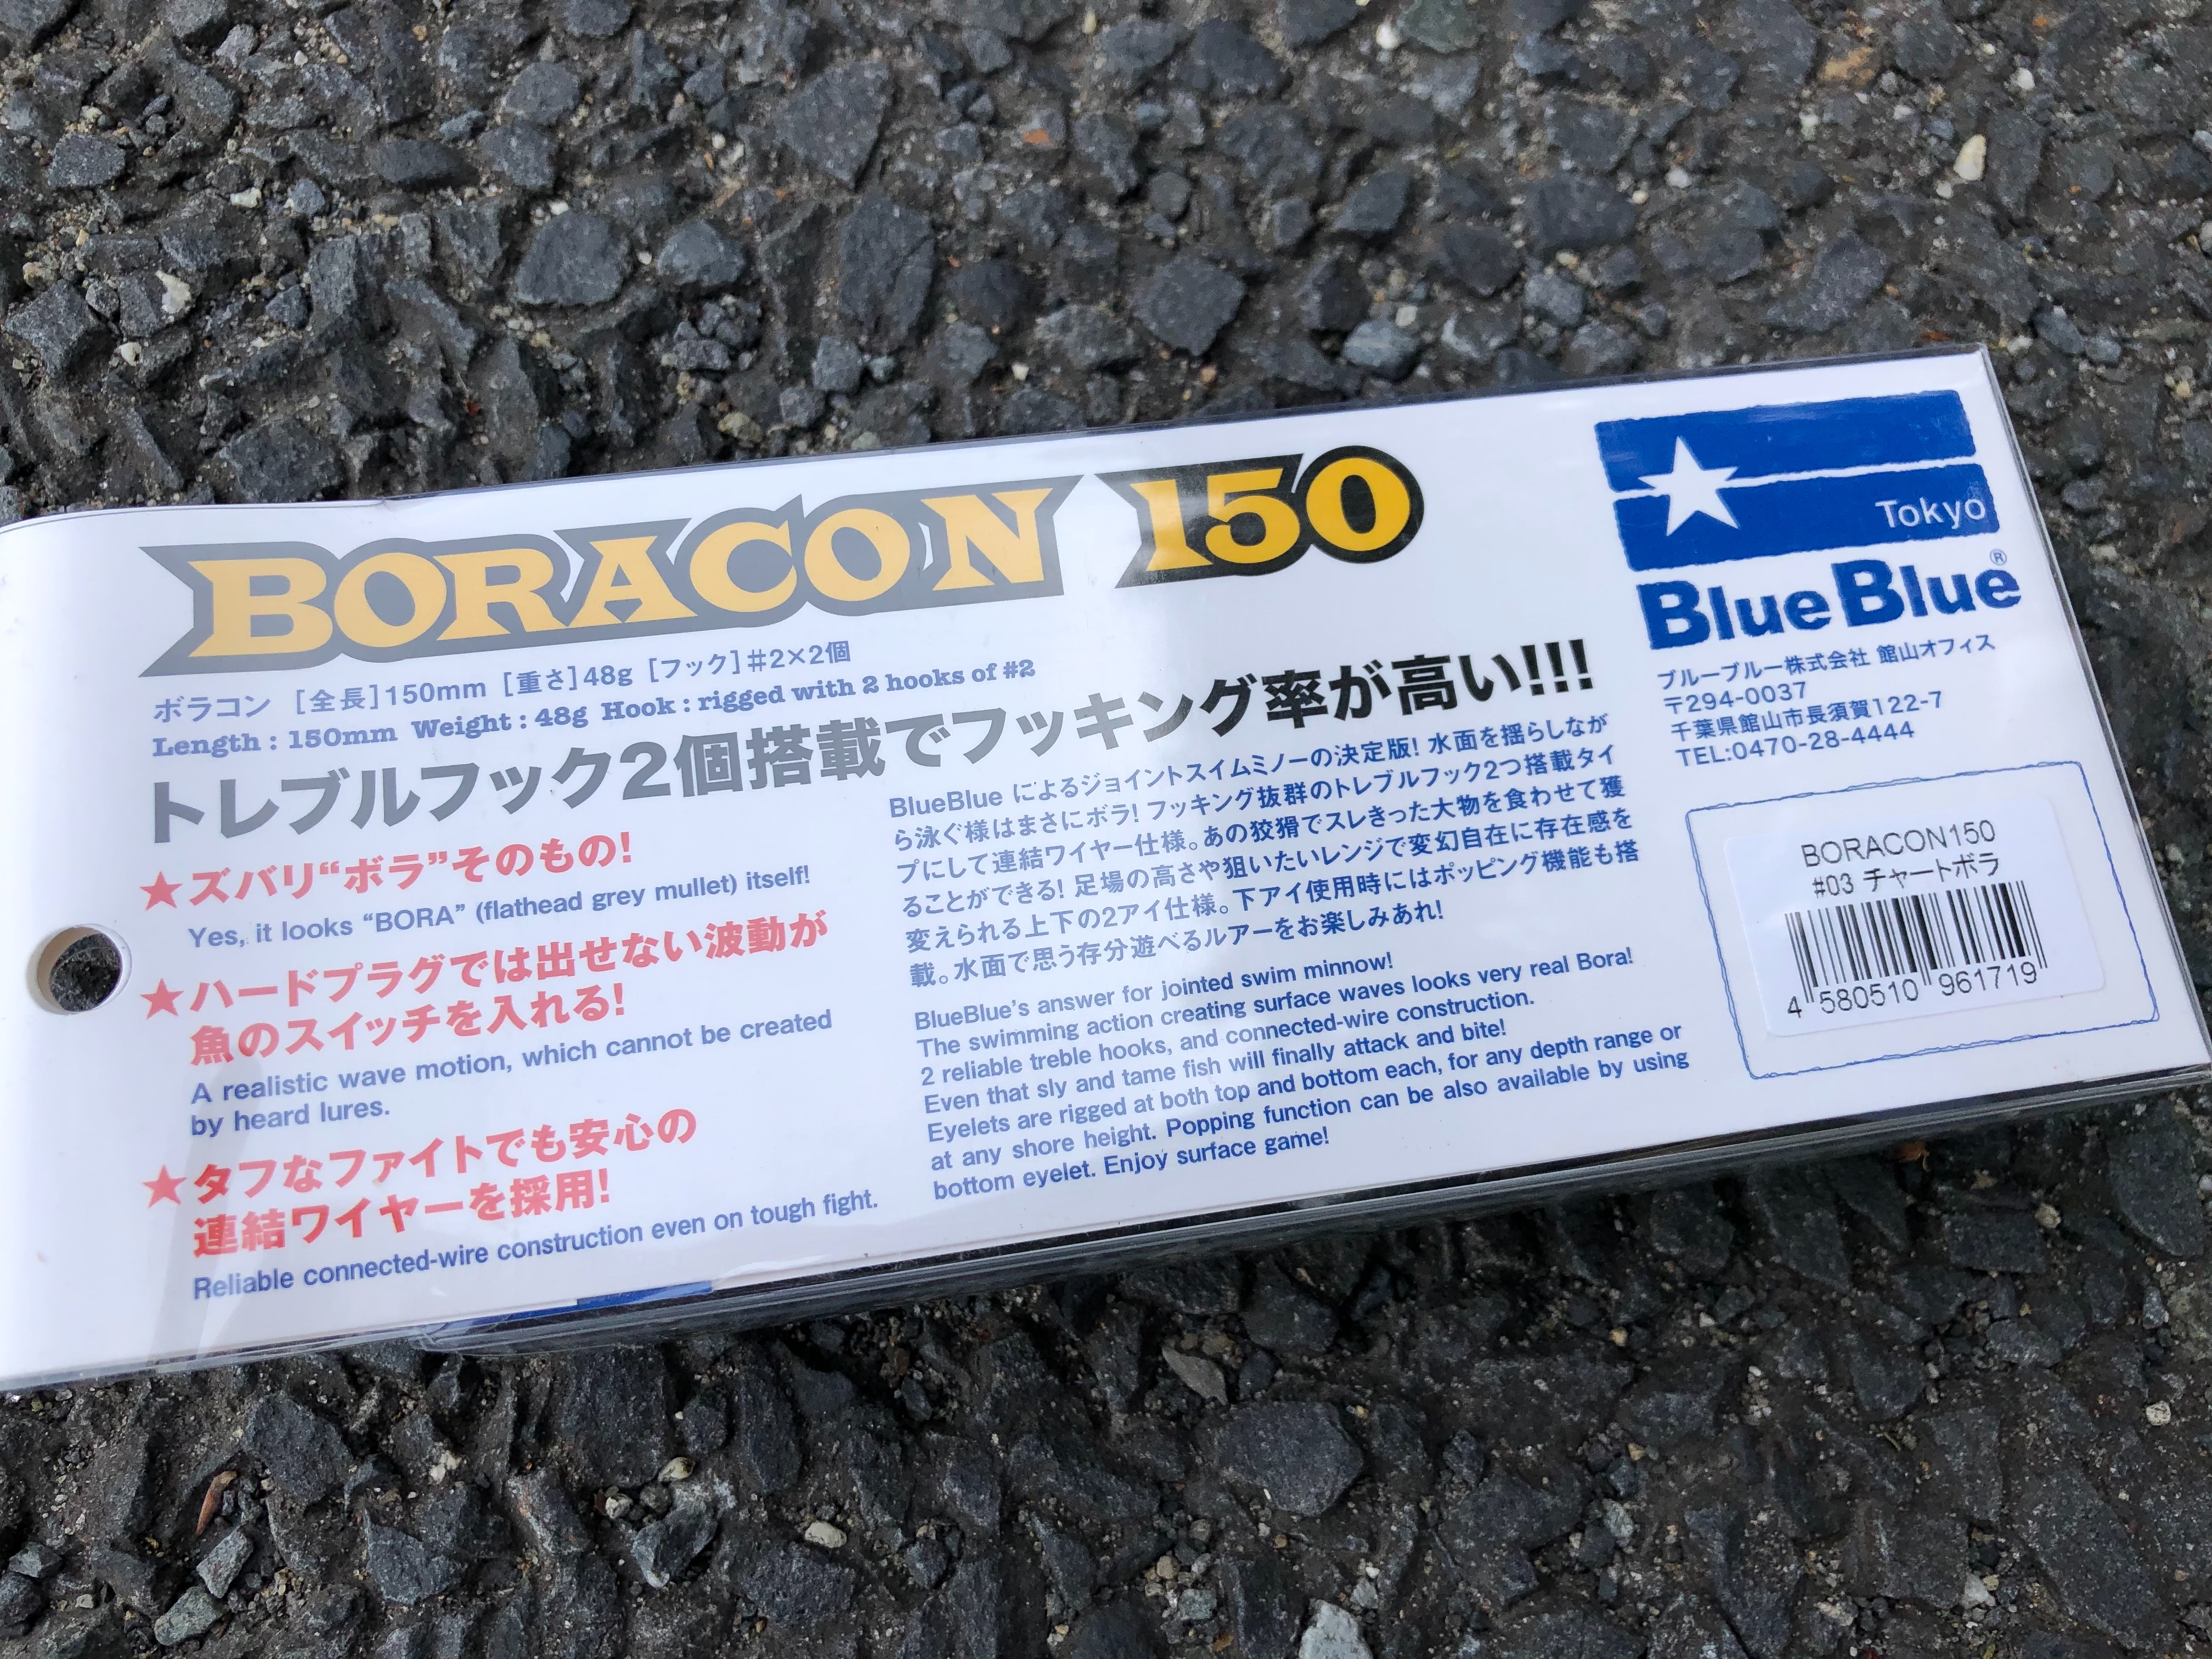 BORACON 150
ボラコン [全長]150mm [重さ]48g [フック]#2×2個
Length : 150mm Weight : 48g Hook : rigged with 2 hooks of #2
トレブルフック2個搭載でフッキング率が高い!!!
★ズバリ“ボラ”そのもの!
Yes, it looks “BORA” (flathead grey mullet) itself!
★ハードプラグでは出せない波動が
魚のスイッチを入れる!
A realistic wave motion, which cannot be created
by heard lures.
★タフなファイトでも安心の
連結ワイヤーを採用!
Reliable connected-wire construction even on tough fight.
BlueBlue によるジョイントスイムミノーの決定版! 水面を揺らしなが
ら泳ぐ様はまさにボラ! フッキング抜群のトレブルフック2つ搭載タイ
プにして連結ワイヤー仕様。あの狡猾でスレきった大物を食わせて獲
ることができる! 足場の高さや狙いたいレンジで変幻自在に存在感を
変えられる上下の2アイ仕様。下アイ使用時にはポッピング機能も搭
載。水面で思う存分遊べるルアーをお楽しみあれ!
BlueBlue’s answer for jointed swim minnow!
The swimming action creating surface waves looks very real Bora!
2 reliable treble hooks, and connected-wire construction.
Even that sly and tame fish will finally attack and bite!
Eyelets are rigged at both top and bottom each, for any depth range or
at any shore height. Popping function can be also available by using
bottom eyelet. Enjoy surface game!
Tokyo
BlueBlue®
ブルーブルー株式会社 館山オフィス
〒294-0037
千葉県館山市長須賀122-7
TEL:0470-28-4444
BORACON150
#03 チャートボラ
4 580510 961719